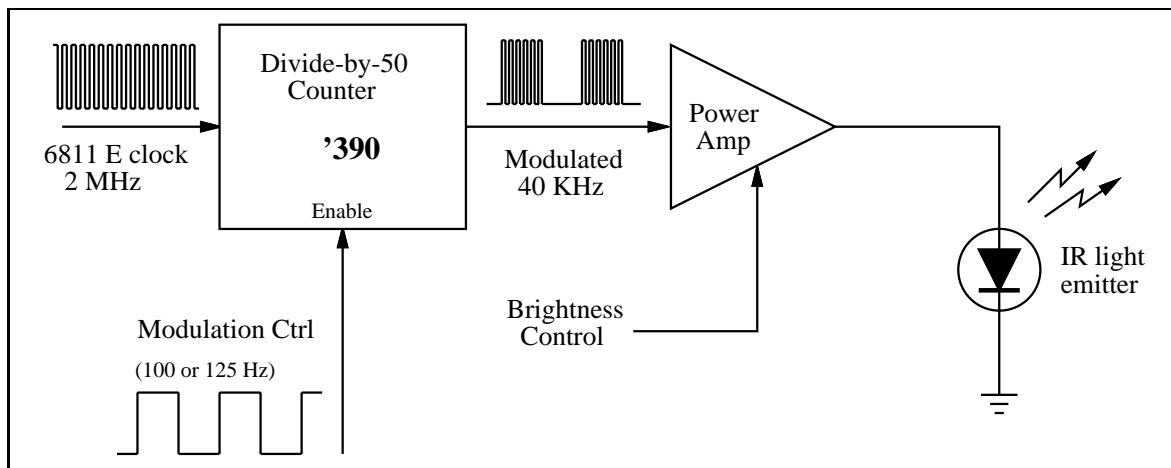 Divide-by-50
Counter
’390
Enable
6811 E clock
2 MHz
Modulated
40 KHz
Power
Amp
IR light
emitter
Brightness
Control
Modulation Ctrl
(100 or 125 Hz)